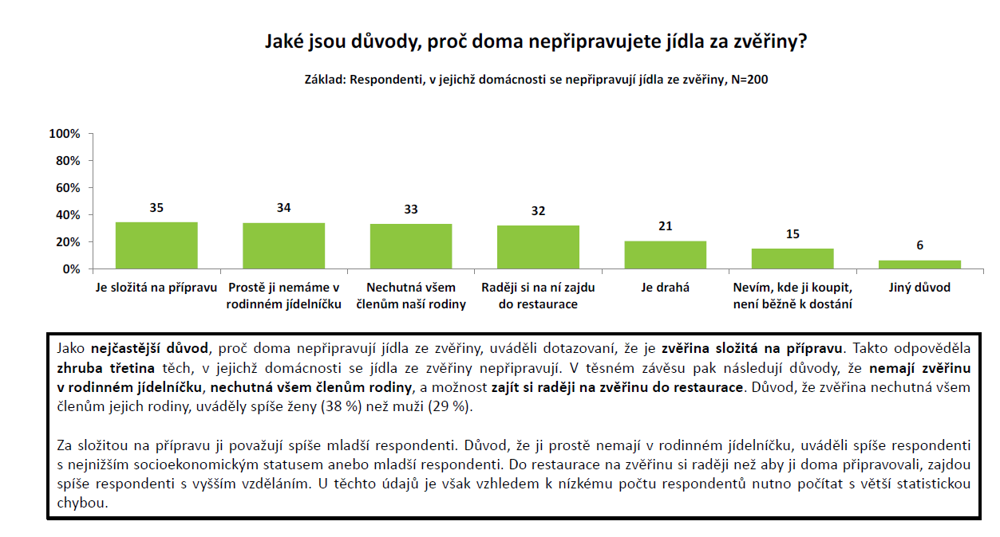 Jaké jsou důvody, proč doma nepřipravujete jídla za zvěřiny?
Základ: Respondenti, v jejichž domácnosti se nepřipravují jídla ze zvěřiny, N=200
100%
80%
60%
40%
20%
0%
35
34
33
32
21
15
6
Je složitá na přípravu
Prostě ji nemáme v
rodinném jídelníčku
Nechutná všem
členům naší rodiny
Raději si na ní zajdu
do restaurace
Je drahá
Nevím, kde ji koupit,
není běžně k dostání
Jiný důvod
Jako nejčastější důvod, proč doma nepřipravují jídla ze zvěřiny, uváděli dotazovaní, že je zvěřina složitá na přípravu. Takto odpověděla
zhruba třetina těch, v jejichž domácnosti se jídla ze zvěřiny nepřipravují. V těsném závěsu pak následují důvody, že nemají zvěřinu
v rodinném jídelníčku, nechutná všem členům rodiny, a možnost zajít si raději na zvěřinu do restaurace. Důvod, že zvěřina nechutná všem
členům jejich rodiny, uváděly spíše ženy (38 %) než muži (29 %).
Za složitou na přípravu ji považují spíše mladší respondenti. Důvod, že ji prostě nemají v rodinném jídelníčku, uváděli spíše respondenti
s nejnižším socioekonomickým statusem anebo mladší respondenti. Do restaurace na zvěřinu si raději než aby ji doma připravovali, zajdou
spíše respondenti s vyšším vzděláním. U těchto údajů je však vzhledem k nízkému počtu respondentů nutno počítat s větší statistickou
chybou.